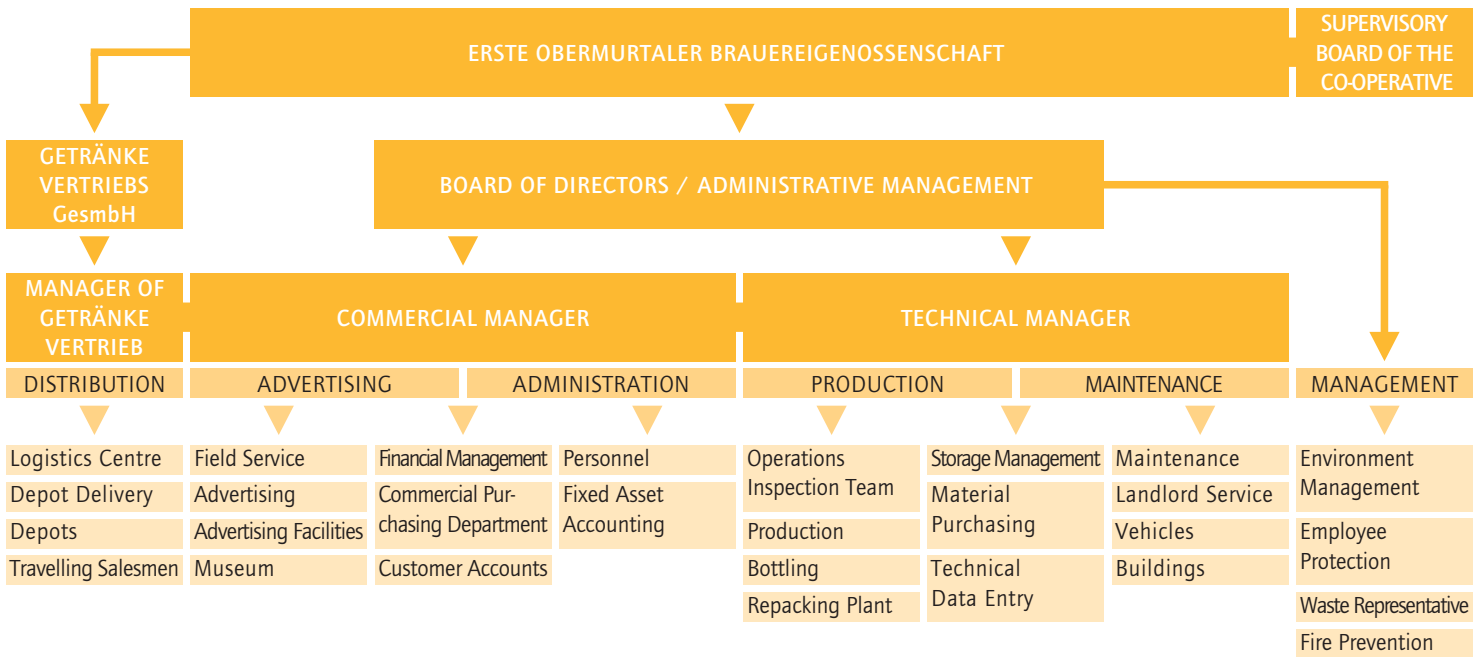 ERSTE OBERMURTALER BRAUEREIGENOSSENSCHAFT
SUPERVISORY
BOARD OF THE
CO-OPERATIVE
GETRÄNKE
VERTRIEBS
GesmbH
BOARD OF DIRECTORS / ADMINISTRATIVE MANAGEMENT
MANAGER OF
GETRÄNKE
VERTRIEB
COMMERCIAL MANAGER
TECHNICAL MANAGER
DISTRIBUTION
ADVERTISING
ADMINISTRATION
PRODUCTION
MAINTENANCE
MANAGEMENT
Logistics Centre
Depot Delivery
Depots
Travelling Salesmen
Field Service
Advertising
Advertising Facilities
Museum
Financial Management
Commercial Pur-
chasing Department
Customer Accounts
Personnel
Fixed Asset
Accounting
Operations
Inspection Team
Production
Bottling
Repacking Plant
Storage Management
Material
Purchasing
Technical
Data Entry
Maintenance
Landlord Service
Vehicles
Buildings
Environment
Management
Employee
Protection
Waste Representative
Fire Prevention